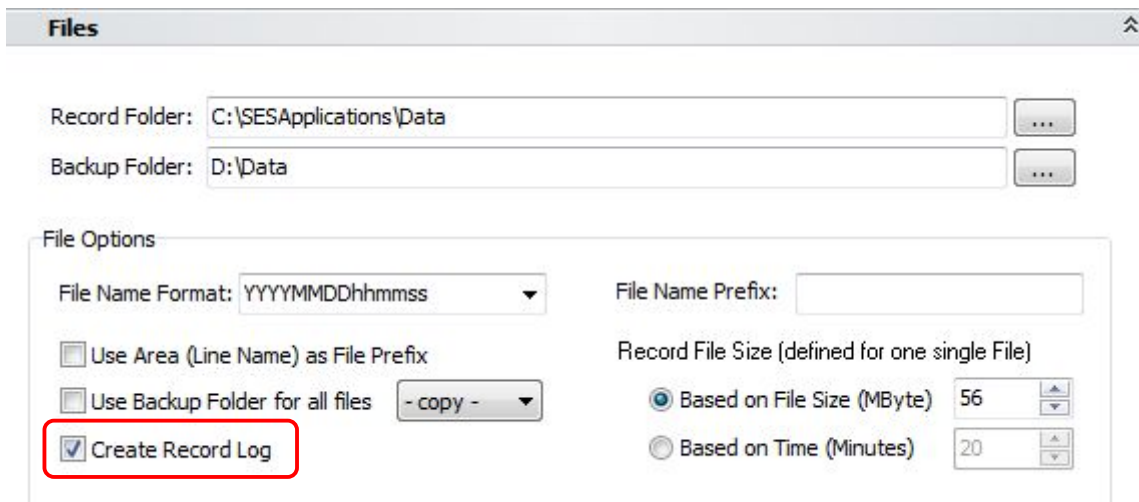 Files
Record Folder: C:\SESApplications\Data ...
Backup Folder: D:\Data ...
File Options
File Name Format: YYYYMMDDhhmmss File Name Prefix:
Use Area (Line Name) as File Prefix Record File Size (defined for one single File)
Use Backup Folder for all files - copy - Based on File Size (MByte) 56
Create Record Log Based on Time (Minutes) 20